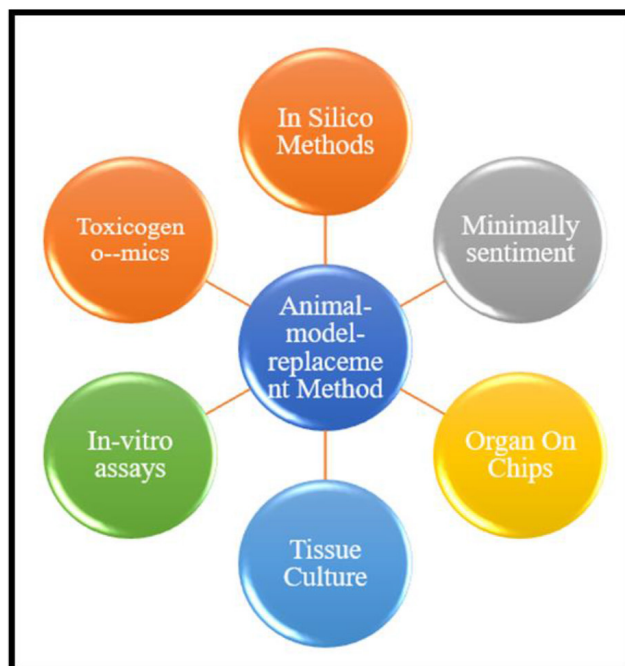 In Silico
Methods
Minimally
sentiment
Organ On
Chips
Tissue
Culture
In-vitro
assays
Toxicogen
o--mics
Animal-
model-
replaceme
nt Method